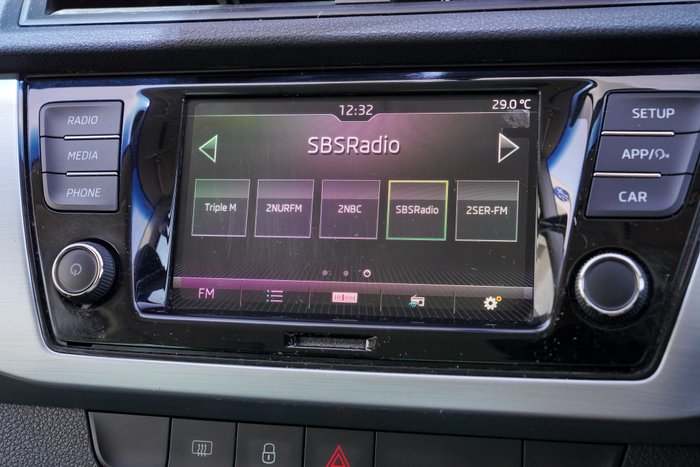 12:32
29.0 °C
SBSRadio
Triple M
2NURFM
2NBC
SBSRadio
2SER-FM
FM
RADIO
MEDIA
PHONE
SETUP
APP/
CAR